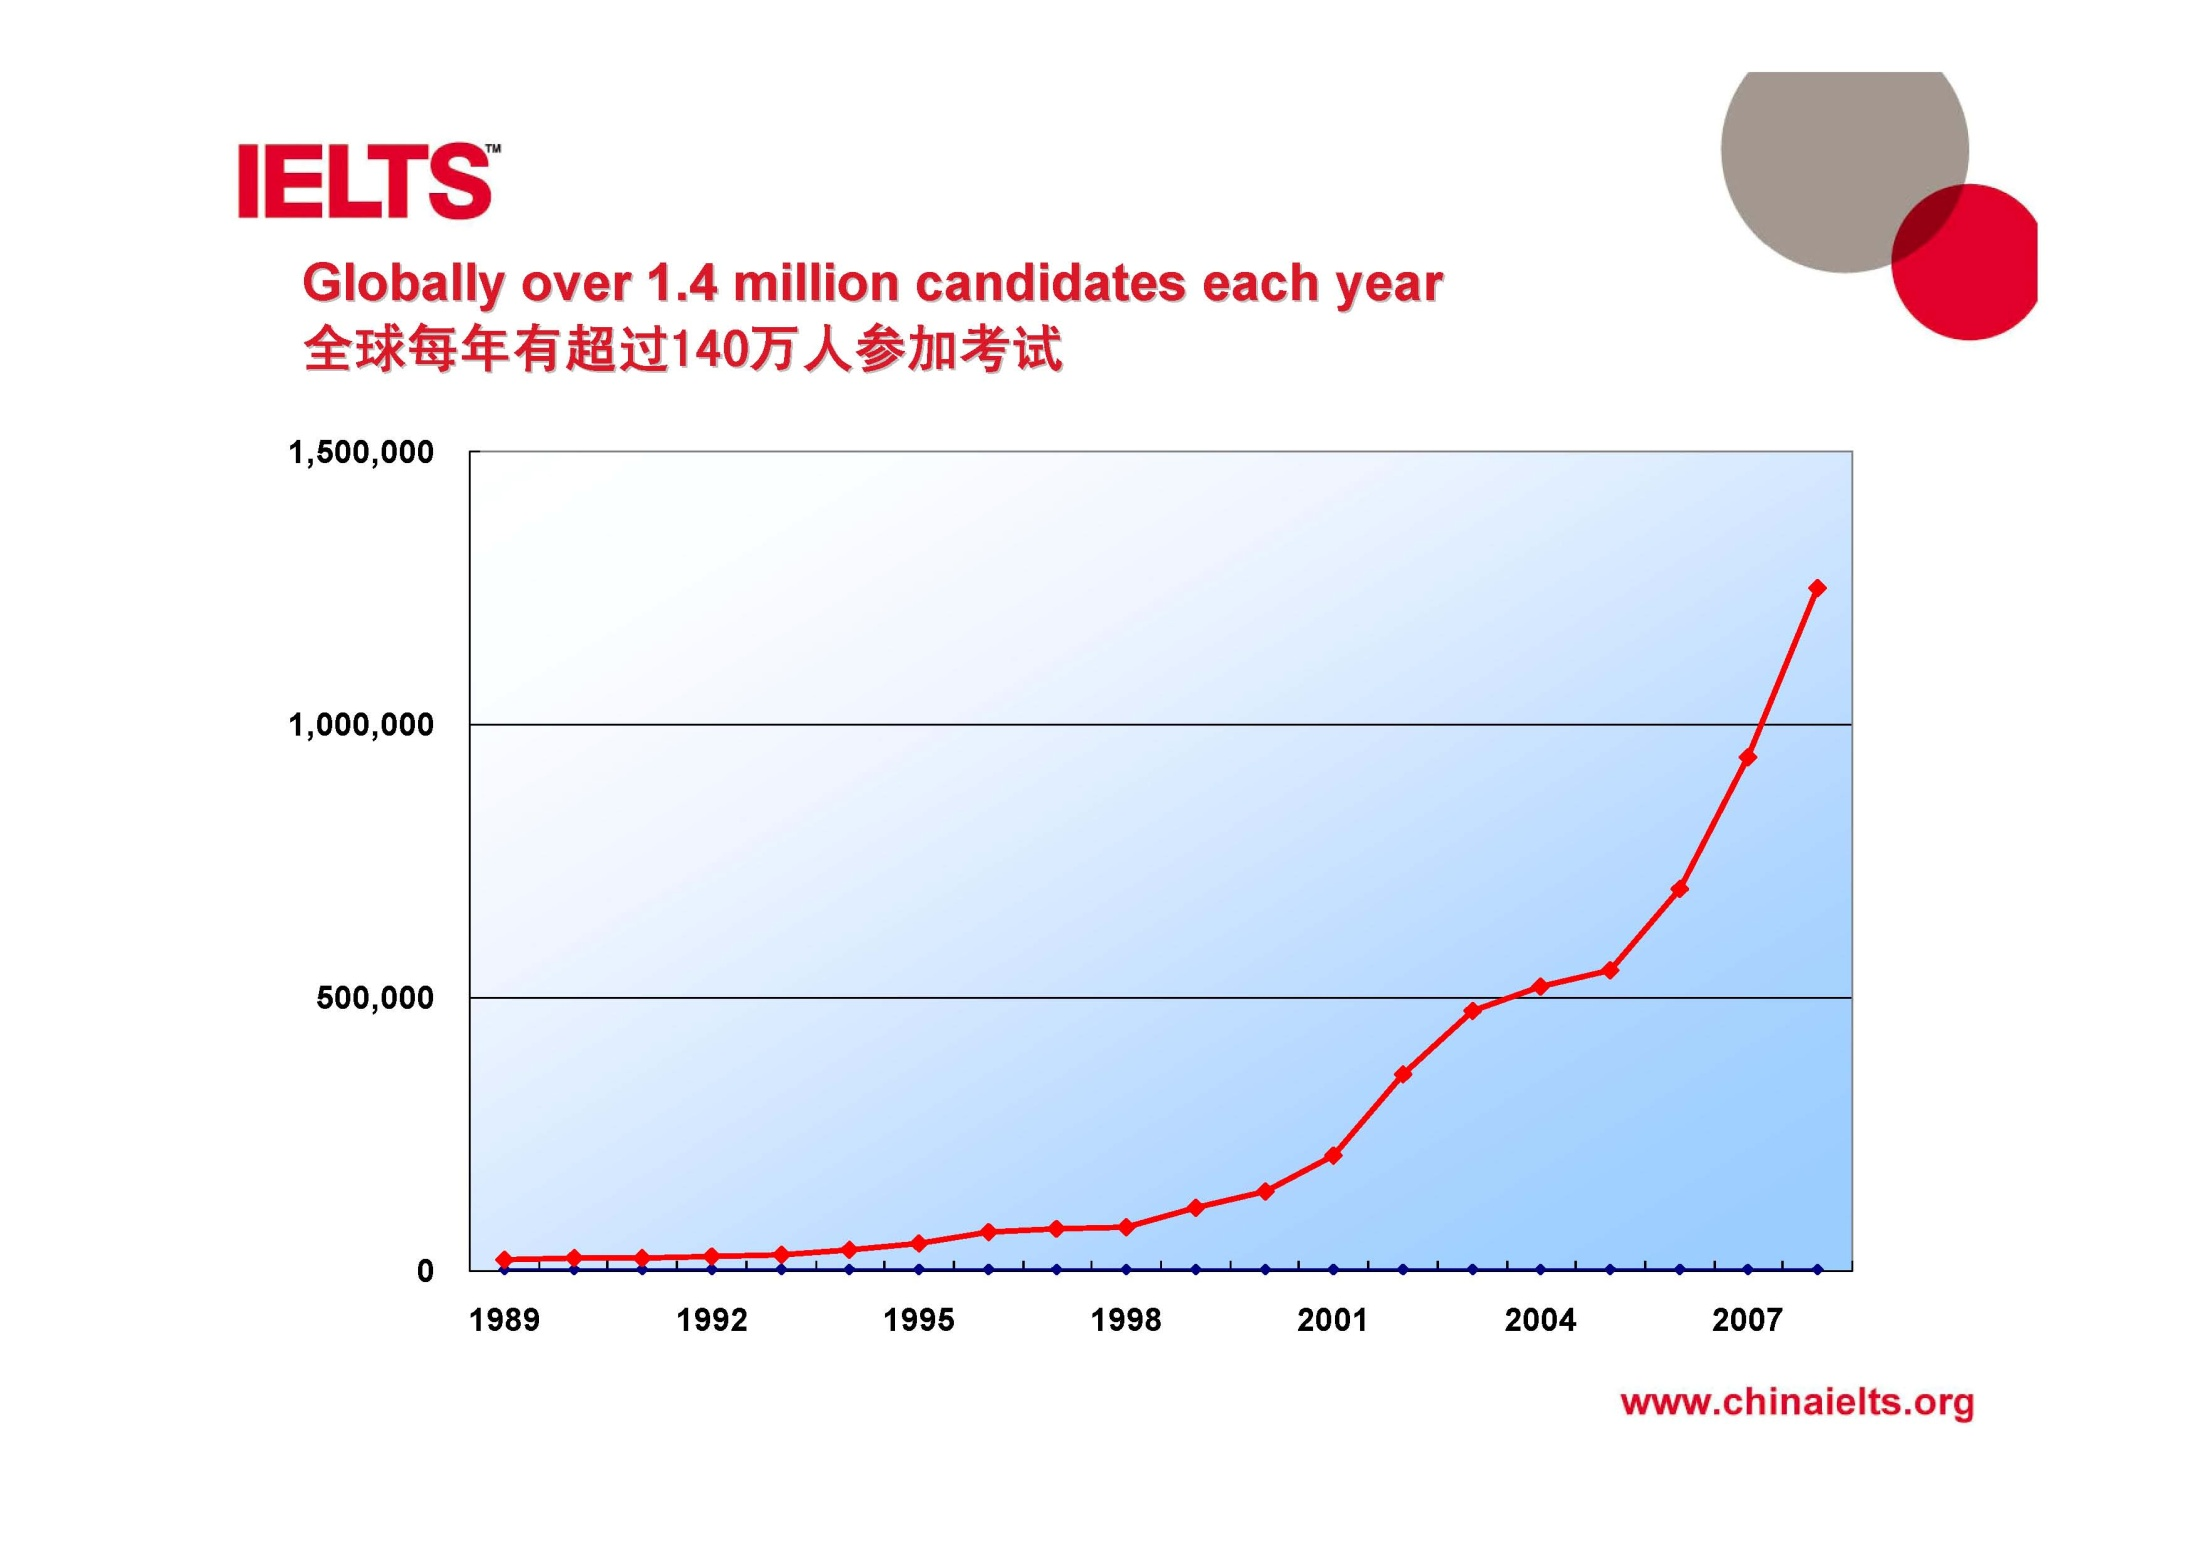 IELTS™
Globally over 1.4 million candidates each year
全球每年有超过140万人参加考试
1,500,000
1,000,000
500,000
0
1989 1992 1995 1998 2001 2004 2007
www.chinaielts.org